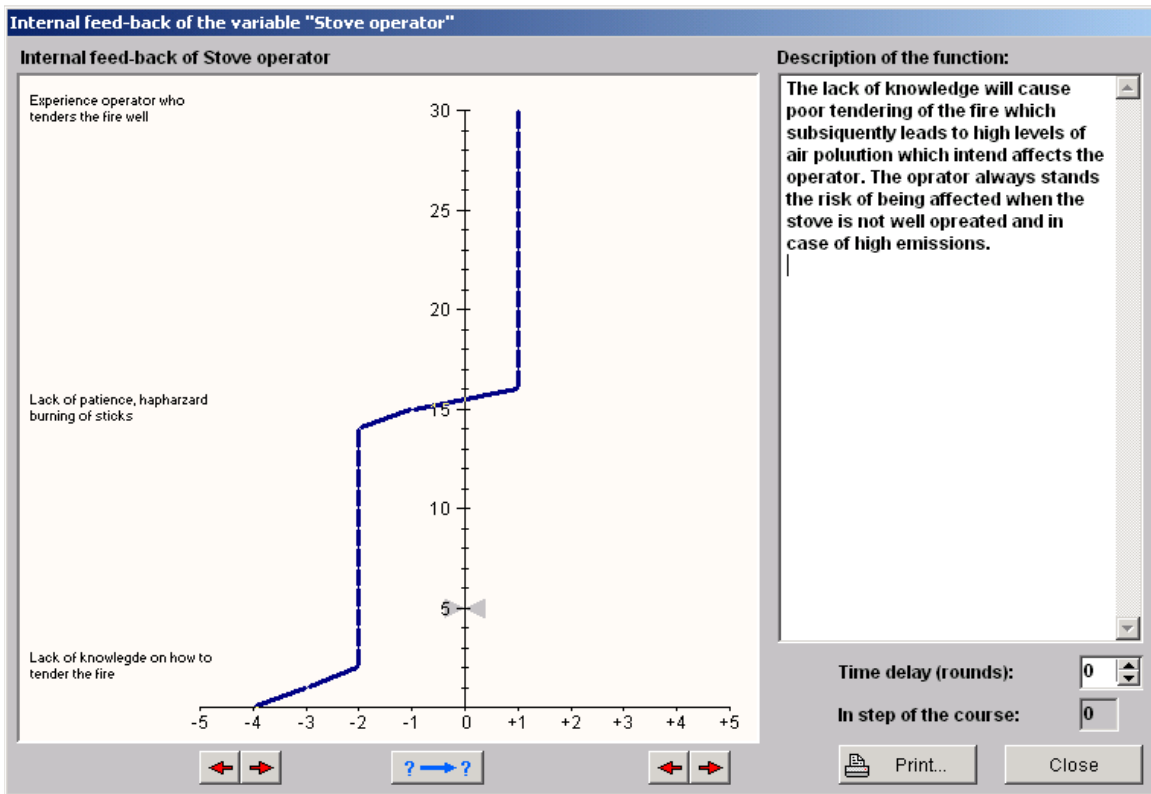 Internal feed-back of the variable "Stove operator"
Internal feed-back of Stove operator
Description of the function:
Experience operator who
tenders the fire well
Lack of patience, hapharzard
burning of sticks
Lack of knowlegde on how to
tender the fire
30
25
20
15
10
5
-5 -4 -3 -2 -1 0 +1 +2 +3 +4 +5
? ?
The lack of knowledge will cause
poor tendering of the fire which
subsiquently leads to high levels of
air poluution which intend affects the
operator. The oprator always stands
the risk of being affected when the
stove is not well opreated and in
case of high emissions.
Time delay (rounds): 0
In step of the course: 0
Print... Close